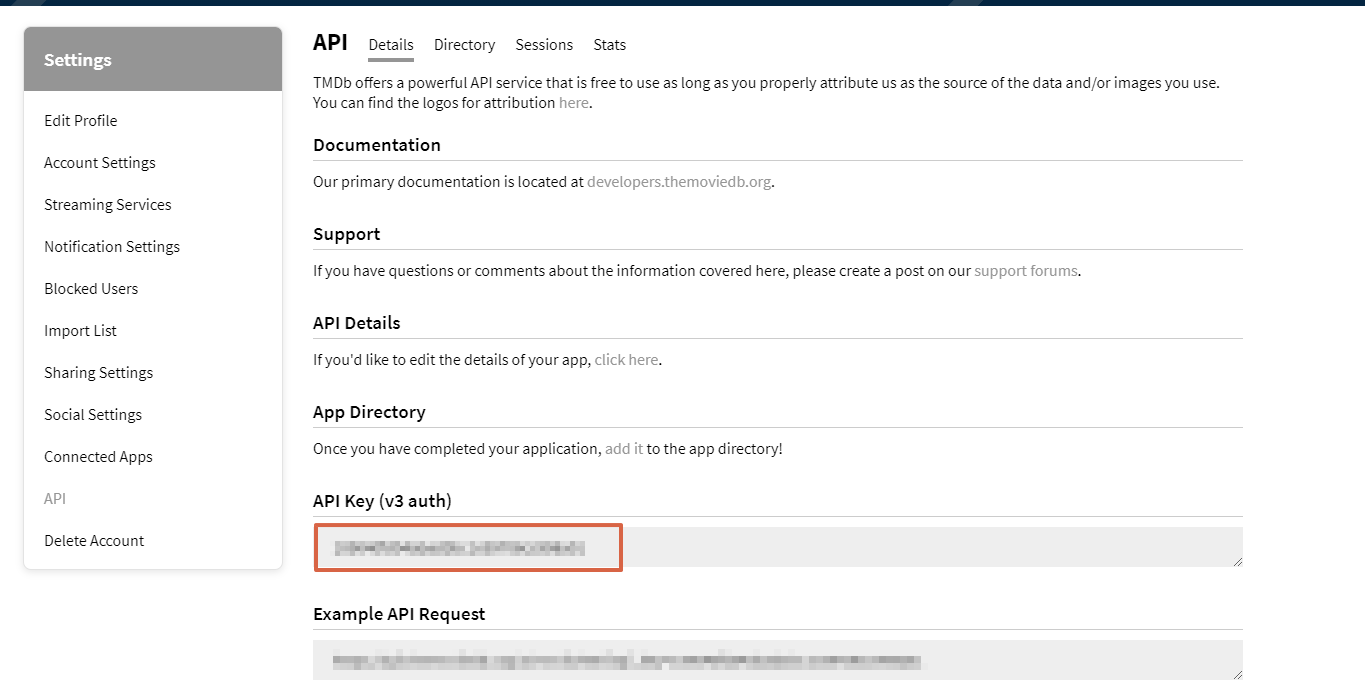 Settings
Edit Profile
Account Settings
Streaming Services
Notification Settings
Blocked Users
Import List
Sharing Settings
Social Settings
Connected Apps
API
Delete Account
API Details Directory Sessions Stats
TMDb offers a powerful API service that is free to use as long as you properly attribute us as the source of the data and/or images you use.
You can find the logos for attribution here.
Documentation
Our primary documentation is located at developers.themoviedb.org.
Support
If you have questions or comments about the information covered here, please create a post on our support forums.
API Details
If you'd like to edit the details of your app, click here.
App Directory
Once you have completed your application, add it to the app directory!
API Key (v3 auth)
Example API Request